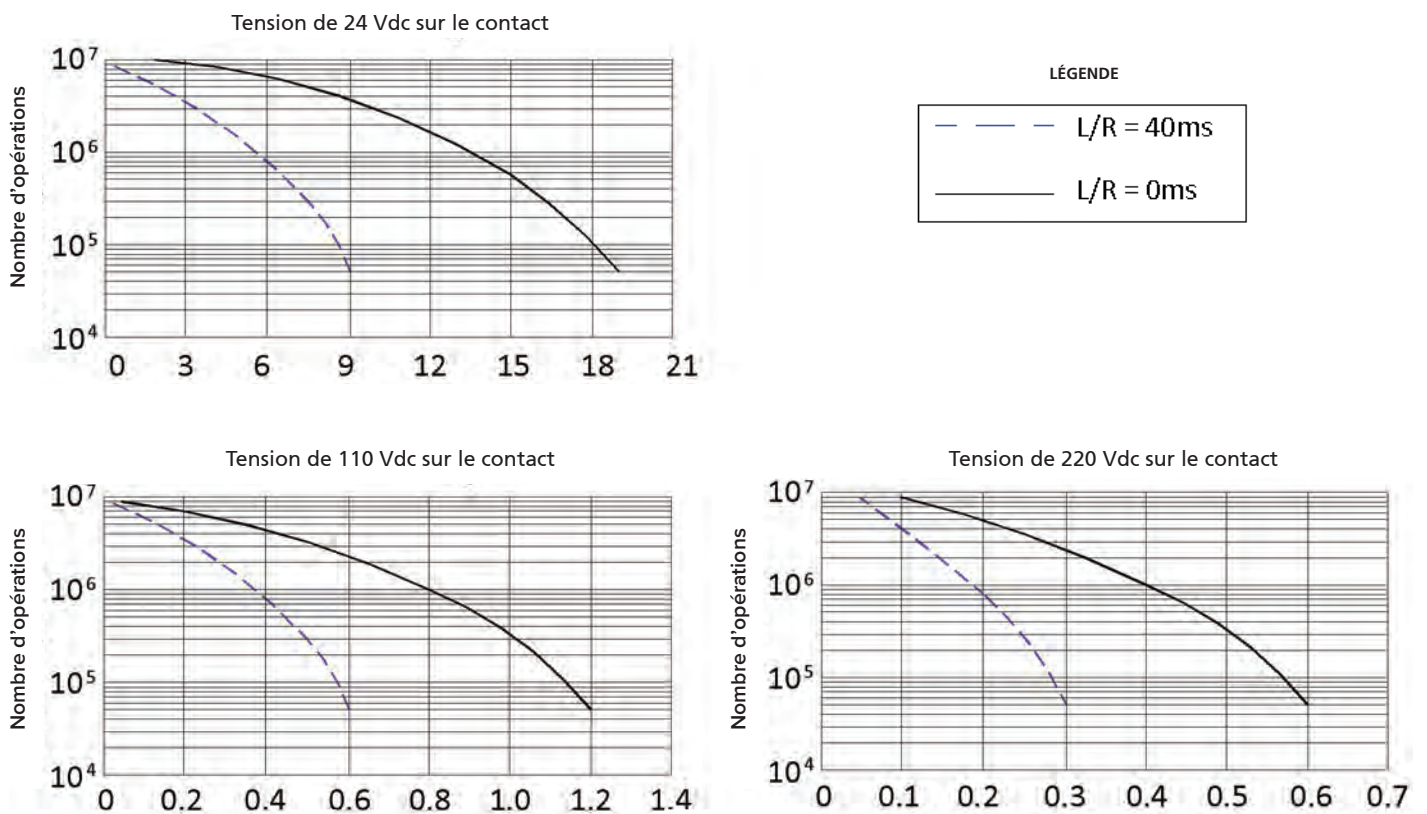 Tension de 24 Vdc sur le contact
Nombre d'opérations
10⁷
10⁶
10⁵
10⁴
0 3 6 9 12 15 18 21
LÉGENDE
L/R = 40ms
L/R = 0ms
Tension de 110 Vdc sur le contact
Nombre d'opérations
10⁷
10⁶
10⁵
10⁴
0 0.2 0.4 0.6 0.8 1.0 1.2 1.4
Tension de 220 Vdc sur le contact
Nombre d'opérations
10⁷
10⁶
10⁵
10⁴
0 0.1 0.2 0.3 0.4 0.5 0.6 0.7